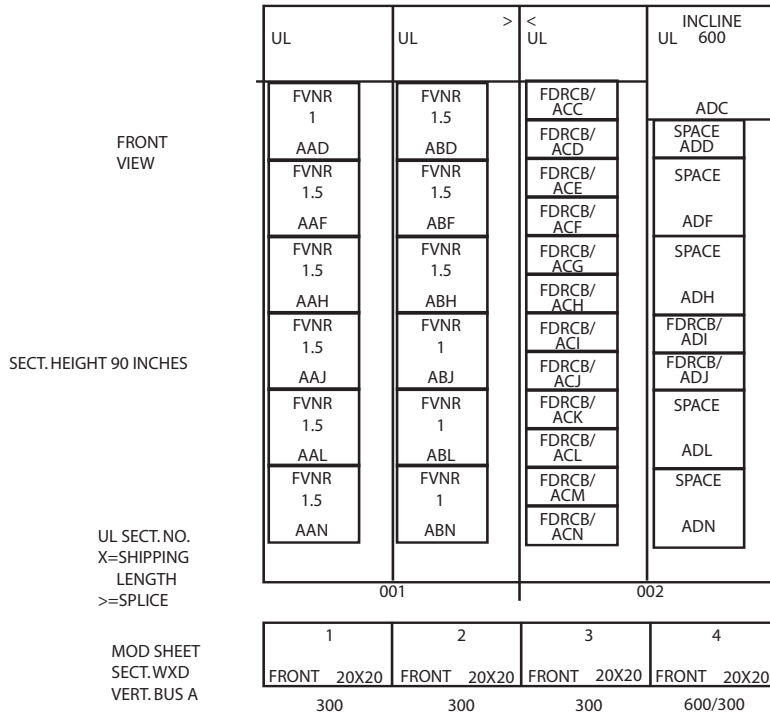 > < INCLINE
UL UL UL UL 600
FVNR FVNR FDRCB/
1 1.5 ACC ADC
FRONT AAD ABD FDRCB/ ACD SPACE ADD
VIEW
FVNR FVNR FDRCB/ SPACE
1.5 1.5 ACE
AAF ABF FDRCB/ ACF ADF
FVNR FVNR FDRCB/ SPACE
1.5 1.5 ACG
AAH ABH FDRCB/ ACH ADH
FVNR FVNR FDRCB/ FDRCB/
1.5 1 ACI ADI
SECT. HEIGHT 90 INCHES AAJ ABJ FDRCB/ ACJ FDRCB/ ADJ
FVNR FVNR FDRCB/ SPACE
1.5 1 ACK
AAL ABL FDRCB/ ACL ADL
FVNR FVNR FDRCB/ SPACE
1.5 1 ACM
AAN ABN FDRCB/ ACN ADN
UL SECT. NO.
X=SHIPPING
LENGTH
>=SPLICE
001 002
MOD SHEET 1 2 3 4
SECT. WXD FRONT 20X20 FRONT 20X20 FRONT 20X20 FRONT 20X20
VERT. BUS A 300 300 300 600/300